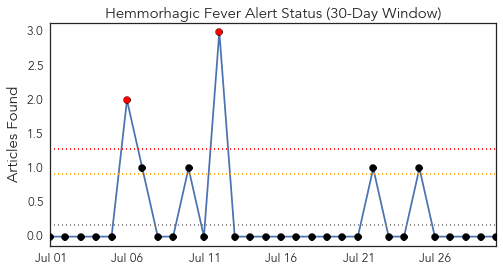 Hemmorhagic Fever Alert Status (30-Day Window)
Articles Found
3.0
2.5
2.0
1.5
1.0
0.5
0.0
Jul 01 Jul 06 Jul 11 Jul 16 Jul 21 Jul 26